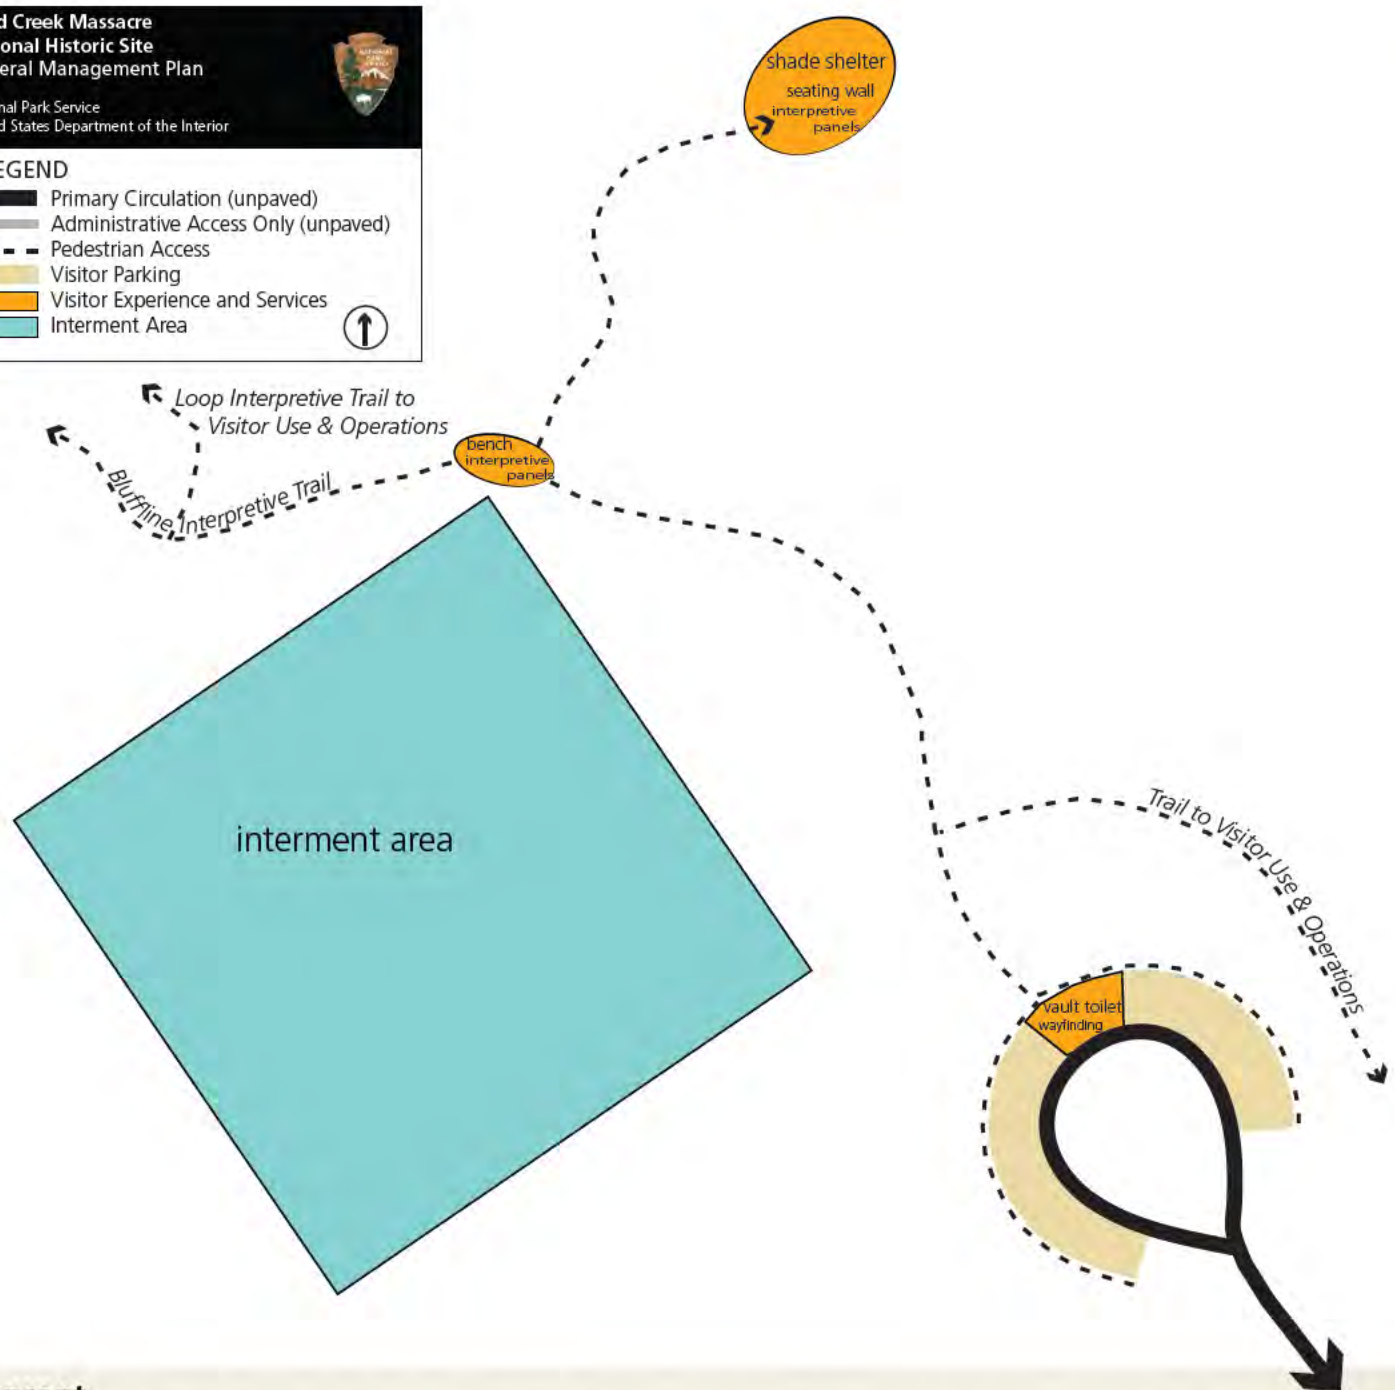 d Creek Massacre
onal Historic Site
eral Management Plan
nal Park Service
d States Department of the Interior
EGEND
Primary Circulation (unpaved)
Administrative Access Only (unpaved)
Pedestrian Access
Visitor Parking
Visitor Experience and Services
Interment Area
shade shelter
seating wall
interpretive
panels
Loop Interpretive Trail to
Visitor Use & Operations
bench
interpretive
panels
Bluffline Interpretive Trail
interment area
Trail to Visitor Use & Operations
vault toilet
wayfinding